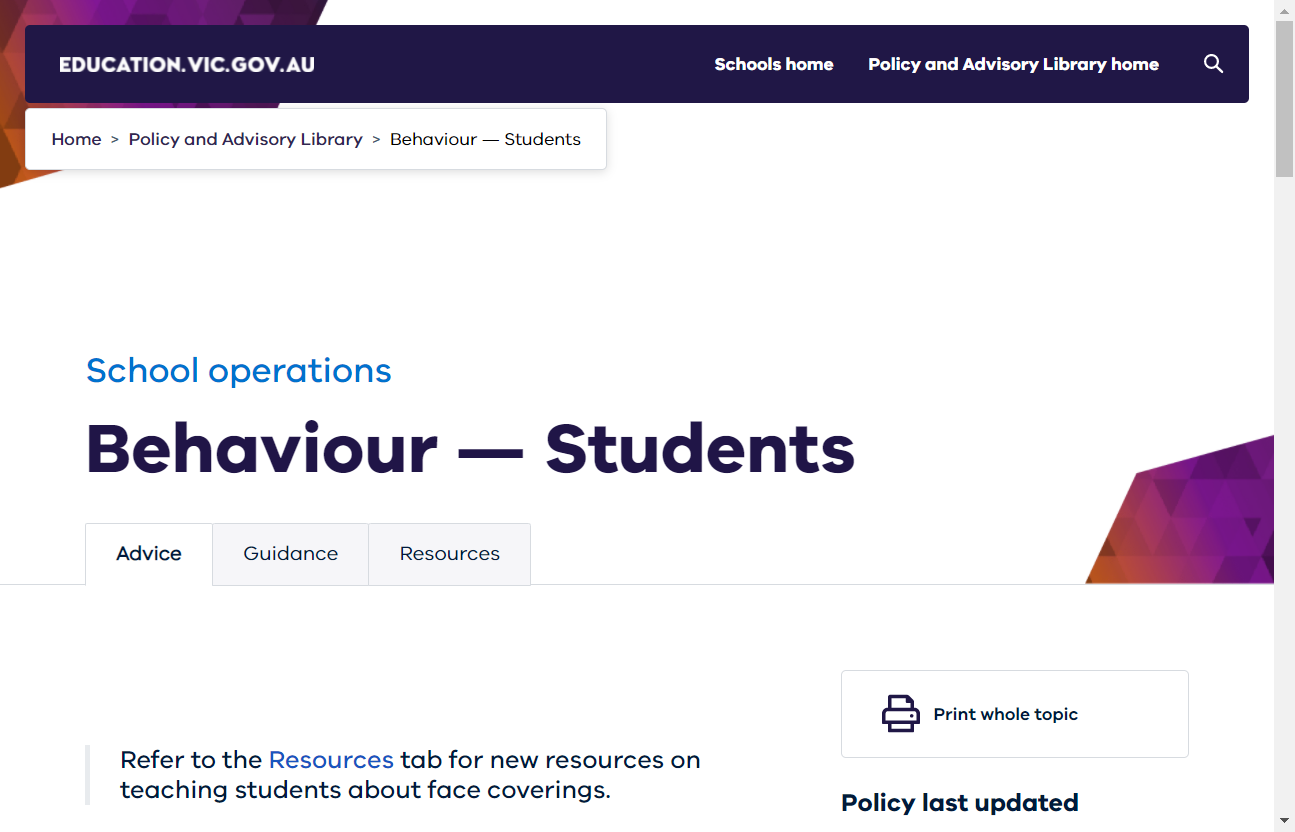 EDUCATION.VIC.GOV.AU
Schools home
Policy and Advisory Library home
Home > Policy and Advisory Library > Behaviour — Students
School operations
Behaviour — Students
Advice
Guidance
Resources
Print whole topic
Refer to the Resources tab for new resources on
teaching students about face coverings.
Policy last updated